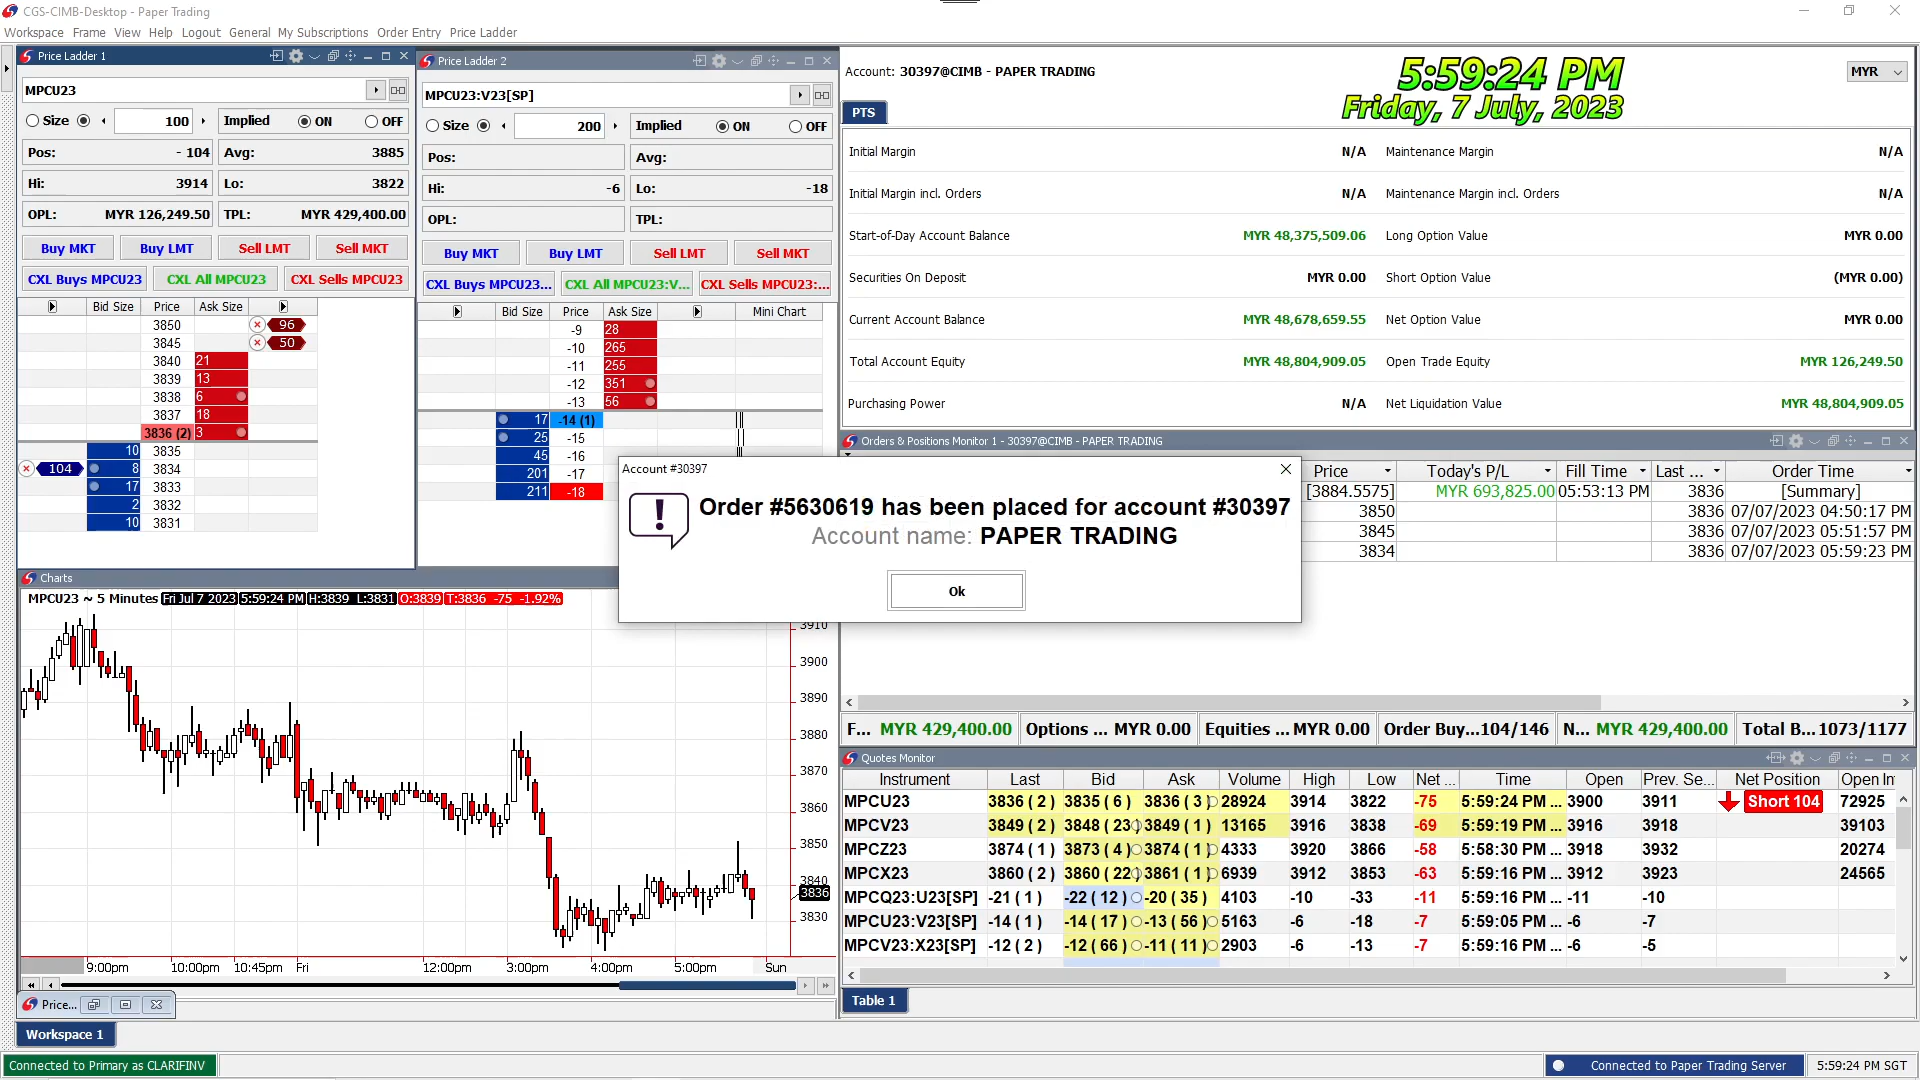 CGS-CIMB-Desktop - Paper Trading
Workspace Frame View Help Logout General My Subscriptions Order Entry Price Ladder
Price Ladder 1
MPCU23
Size 100 Implied ON OFF
Pos: - 104 Avg: 3885
Hi: 3914 Lo: 3822
OPL: MYR 126,249.50 TPL: MYR 429,400.00
Buy MKT Buy LMT Sell LMT Sell MKT
CXL Buys MPCU23 CXL All MPCU23 CXL Sells MPCU23
Bid Size Price Ask Size
3850 96
3845 50
3840 21
3839 13
3838 6
3837 18
3836 (2) 3
10 3835
104 8 3834
17 3833
2 3832
10 3831
Price Ladder 2
MPCU23:V23[SP]
Size 200 Implied ON OFF
Pos: Avg:
Hi: -6 Lo: -18
OPL: TPL:
Buy MKT Buy LMT Sell LMT Sell MKT
CXL Buys MPCU23... CXL All MPCU23:V... CXL Sells MPCU23:...
Bid Size Price Ask Size Mini Chart
-9 28
-10 265
-11 255
-12 351
-13 56
17 -14 (1)
25 -15
45 -16
201 -17
211 -18
Account: 30397@CIMB - PAPER TRADING
5:59:24 PM
Friday, 7 July, 2023
MYR
PTS
Initial Margin N/A Maintenance Margin N/A
Initial Margin incl. Orders N/A Maintenance Margin incl. Orders N/A
Start-of-Day Account Balance MYR 48,375,509.06 Long Option Value MYR 0.00
Securities On Deposit MYR 0.00 Short Option Value (MYR 0.00)
Current Account Balance MYR 48,678,659.55 Net Option Value MYR 0.00
Total Account Equity MYR 48,804,909.05 Open Trade Equity MYR 126,249.50
Purchasing Power N/A Net Liquidation Value MYR 48,804,909.05
Orders & Positions Monitor 1 - 30397@CIMB - PAPER TRADING
Price Today's P/L Fill Time Last ... Order Time
[3884.5575] MYR 693,825.00 05:53:13 PM 3836 [Summary]
3850 3836 07/07/2023 04:50:17 PM
3845 3836 07/07/2023 05:51:57 PM
3834 3836 07/07/2023 05:59:23 PM
Account #30397
Order #5630619 has been placed for account #30397
Account name: PAPER TRADING
Ok
F... MYR 429,400.00 Options ... MYR 0.00 Equities ... MYR 0.00 Order Buy...104/146 N... MYR 429,400.00 Total B...1073/1177
Charts
MPCU23 ~ 5 Minutes Fri Jul 7 2023 5:59:24 PM H:3839 L:3831 O:3839 T:3836 -75 -1.92%
3910
3900
3890
3880
3870
3860
3850
3840
3836
3830
9:00pm 10:00pm 10:45pm Fri 12:00pm 3:00pm 4:00pm 5:00pm Sun
Quotes Monitor
Instrument Last Bid Ask Volume High Low Net ... Time Open Prev. Se... Net Position Open In
MPCU23 3836 ( 2 ) 3835 ( 6 ) 3836 ( 3 ) 28924 3914 3822 -75 5:59:24 PM ... 3900 3911 Short 104 72925
MPCV23 3849 ( 2 ) 3848 ( 23 ) 3849 ( 1 ) 13165 3916 3838 -69 5:59:19 PM ... 3916 3918 39103
MPCZ23 3874 ( 1 ) 3873 ( 4 ) 3874 ( 1 ) 4333 3920 3866 -58 5:58:30 PM ... 3918 3932 20274
MPCX23 3860 ( 2 ) 3860 ( 22 ) 3861 ( 1 ) 6939 3912 3853 -63 5:59:16 PM ... 3912 3923 24565
MPCQ23:U23[SP] -21 ( 1 ) -22 ( 12 ) -20 ( 35 ) 4103 -10 -33 -11 5:59:16 PM ... -11 -10
MPCU23:V23[SP] -14 ( 1 ) -14 ( 17 ) -13 ( 56 ) 5163 -6 -18 -7 5:59:05 PM ... -6 -7
MPCV23:X23[SP] -12 ( 2 ) -12 ( 66 ) -11 ( 11 ) 2903 -6 -13 -7 5:59:16 PM ... -6 -5
Table 1
Price...
Workspace 1
Connected to Primary as CLARIFINV
Connected to Paper Trading Server 5:59:24 PM SGT